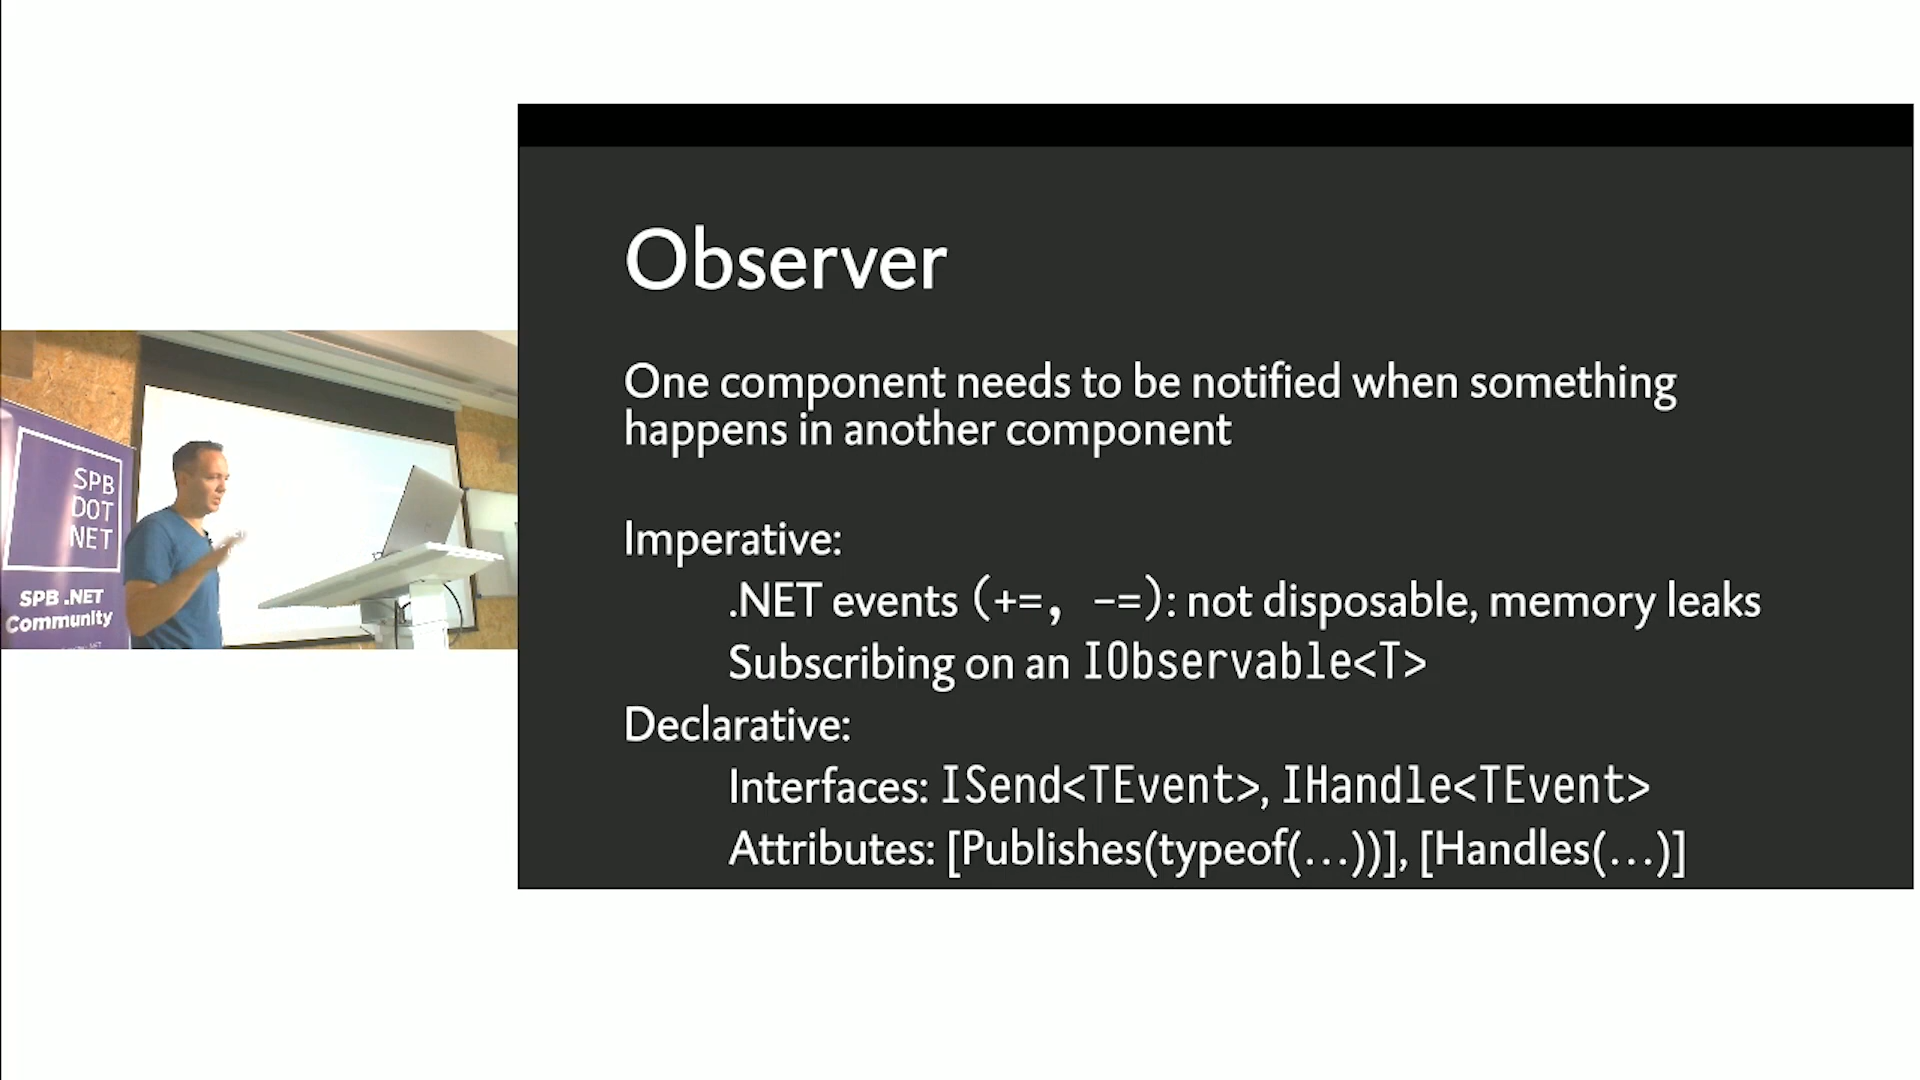 SPB
DOT
NET
SPB .NET
Community
Observer
One component needs to be notified when something
happens in another component
Imperative:
.NET events (+=, -=): not disposable, memory leaks
Subscribing on an IObservable<T>
Declarative:
Interfaces: ISend<TEvent>, IHandle<TEvent>
Attributes: [Publishes(typeof(…))], [Handles(…)]